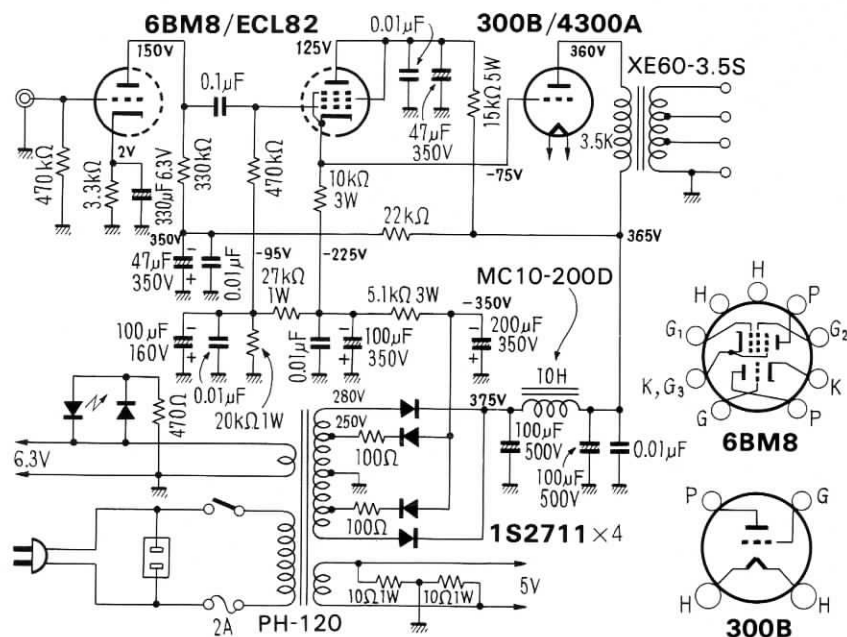 6BM8/ECL82
300B/4300A
150V
125V
0.01μF
360V
XE60-3.5S
0.1μF
47μF
350V
15kΩ 5W
3.5K
470kΩ
3.3kΩ
2V
330μF 6.3V
330kΩ
470kΩ
10kΩ
3W
-75V
22kΩ
350V
-95V
-225V
365V
47μF
350V
0.01μF
27kΩ
1W
5.1kΩ 3W
-350V
MC10-200D
100μF
160V
0.01μF
20kΩ 1W
0.01μF
100μF
350V
200μF
350V
10H
375V
280V
250V
470Ω
100Ω
100Ω
100μF
500V
100μF
500V
0.01μF
6.3V
1S2711×4
10Ω1W
10Ω1W
5V
2A
PH-120
H
H
P
G1
G2
K, G3
K
G
P
6BM8
P
G
H
H
300B